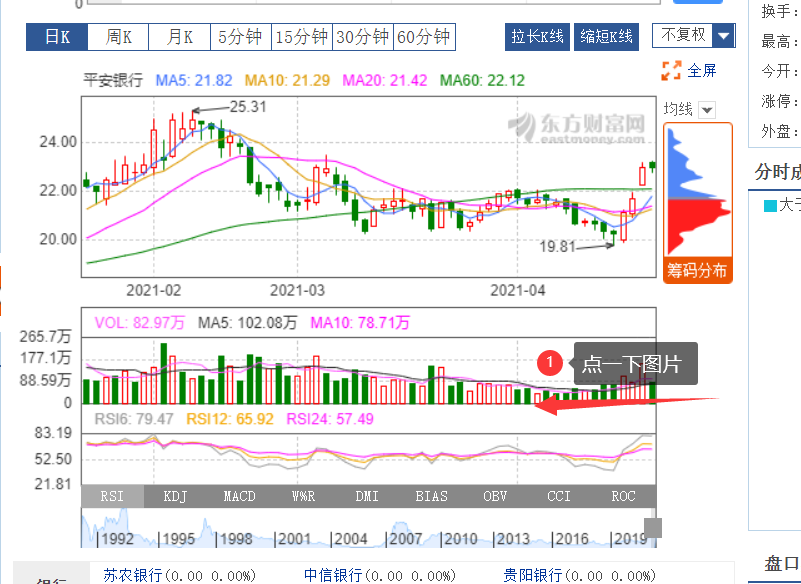 0
换手:
日K 周K 月K 5分钟 15分钟 30分钟 60分钟 拉长K线 缩短K线 不复权
最高:
平安银行 MA5: 21.82 MA10: 21.29 MA20: 21.42 MA60: 22.12
全屏
今开:
25.31
均线
涨停:
东方财富网
eastmoney.com
外盘:
24.00
22.00
20.00
19.81
分时成
大于
筹码分布
2021-02 2021-03 2021-04
VOL: 82.97万 MA5: 102.08万 MA10: 78.71万
265.7万
177.1万
88.59万
0
1 点一下图片
RSI6: 79.47 RSI12: 65.92 RSI24: 57.49
83.19
52.50
21.81
RSI KDJ MACD W%R DMI BIAS OBV CCI ROC
1992 1995 1998 2001 2004 2007 2010 2013 2016 2019
盘口
银行 苏农银行(0.00 0.00%) 中信银行(0.00 0.00%) 贵阳银行(0.00 0.00%)